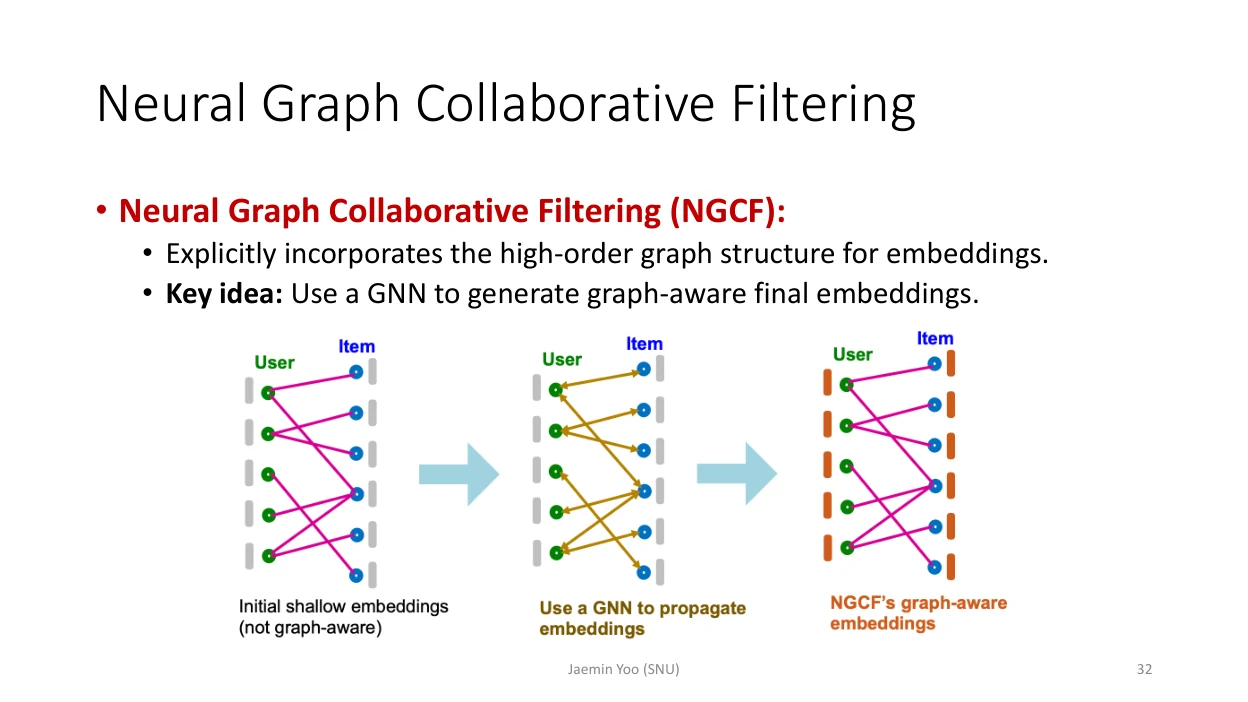 Neural Graph Collaborative Filtering
• Neural Graph Collaborative Filtering (NGCF):
• Explicitly incorporates the high-order graph structure for embeddings.
• Key idea: Use a GNN to generate graph-aware final embeddings.
User
Item
Initial shallow embeddings
(not graph-aware)
User
Item
Use a GNN to propagate
embeddings
User
Item
NGCF's graph-aware
embeddings
Jaemin Yoo (SNU)
32